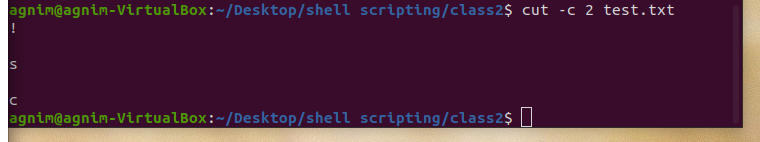 agnim@agnim-VirtualBox:~/Desktop/shell scripting/class2$ cut -c 2 test.txt
!
s
c
agnim@agnim-VirtualBox:~/Desktop/shell scripting/class2$